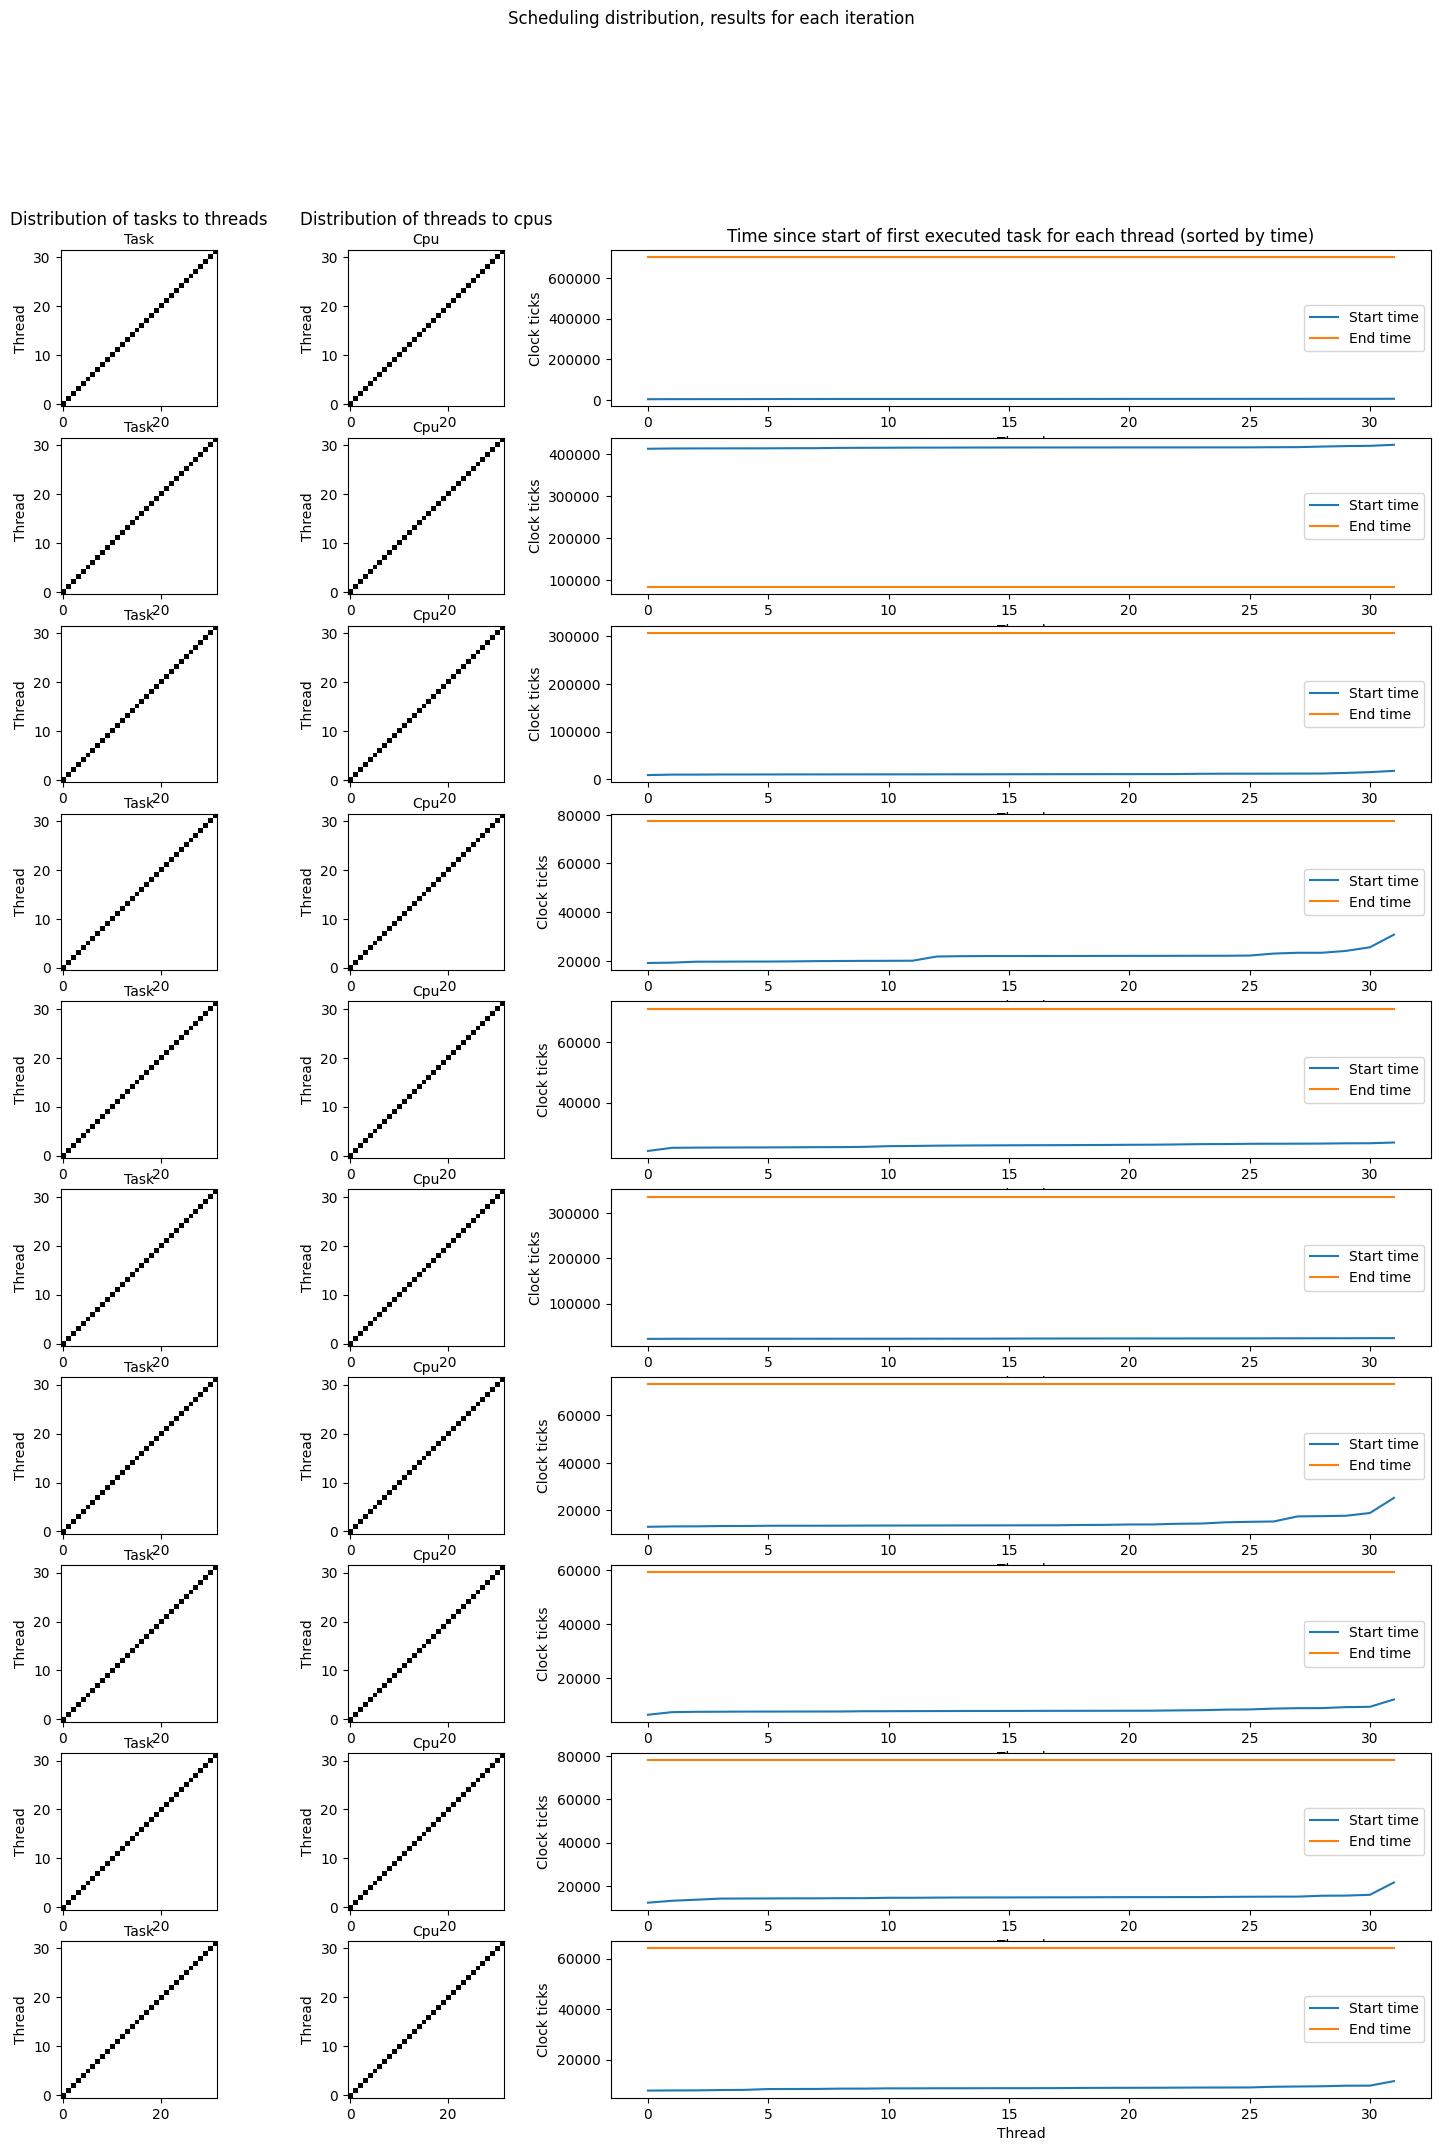 Scheduling distribution, results for each iteration
Distribution of tasks to threads
Distribution of threads to cpus
Time since start of first executed task for each thread (sorted by time)
Task
30
20
10
0
Thread
0 20
Cpu
30
20
10
0
Thread
0 20
600000
400000
200000
0
Clock ticks
Start time
End time
0 5 10 15 20 25 30
Task
30
20
10
0
Thread
0 20
Cpu
30
20
10
0
Thread
0 20
400000
300000
200000
100000
Clock ticks
Start time
End time
0 5 10 15 20 25 30
Task
30
20
10
0
Thread
0 20
Cpu
30
20
10
0
Thread
0 20
300000
200000
100000
0
Clock ticks
Start time
End time
0 5 10 15 20 25 30
Task
30
20
10
0
Thread
0 20
Cpu
30
20
10
0
Thread
0 20
80000
60000
40000
20000
Clock ticks
Start time
End time
0 5 10 15 20 25 30
Task
30
20
10
0
Thread
0 20
Cpu
30
20
10
0
Thread
0 20
60000
40000
Clock ticks
Start time
End time
0 5 10 15 20 25 30
Task
30
20
10
0
Thread
0 20
Cpu
30
20
10
0
Thread
0 20
300000
200000
100000
Clock ticks
Start time
End time
0 5 10 15 20 25 30
Task
30
20
10
0
Thread
0 20
Cpu
30
20
10
0
Thread
0 20
60000
40000
20000
Clock ticks
Start time
End time
0 5 10 15 20 25 30
Task
30
20
10
0
Thread
0 20
Cpu
30
20
10
0
Thread
0 20
60000
40000
20000
Clock ticks
Start time
End time
0 5 10 15 20 25 30
Task
30
20
10
0
Thread
0 20
Cpu
30
20
10
0
Thread
0 20
80000
60000
40000
20000
Clock ticks
Start time
End time
0 5 10 15 20 25 30
Task
30
20
10
0
Thread
0 20
Cpu
30
20
10
0
Thread
0 20
60000
40000
20000
Clock ticks
Start time
End time
0 5 10 15 20 25 30
Thread